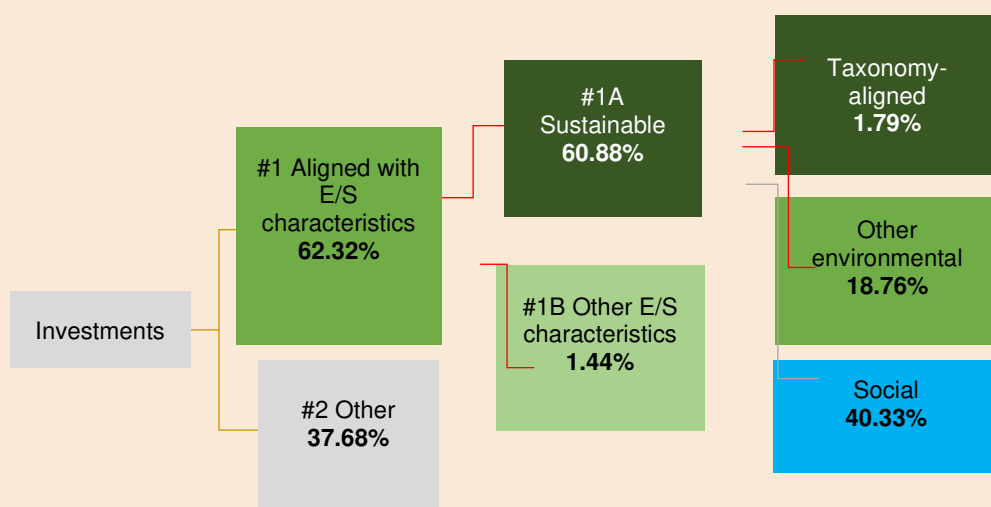 Investments
#1 Aligned with
E/S
characteristics
62.32%
#2 Other
37.68%
#1A
Sustainable
60.88%
#1B Other E/S
characteristics
1.44%
Taxonomy-
aligned
1.79%
Other
environmental
18.76%
Social
40.33%